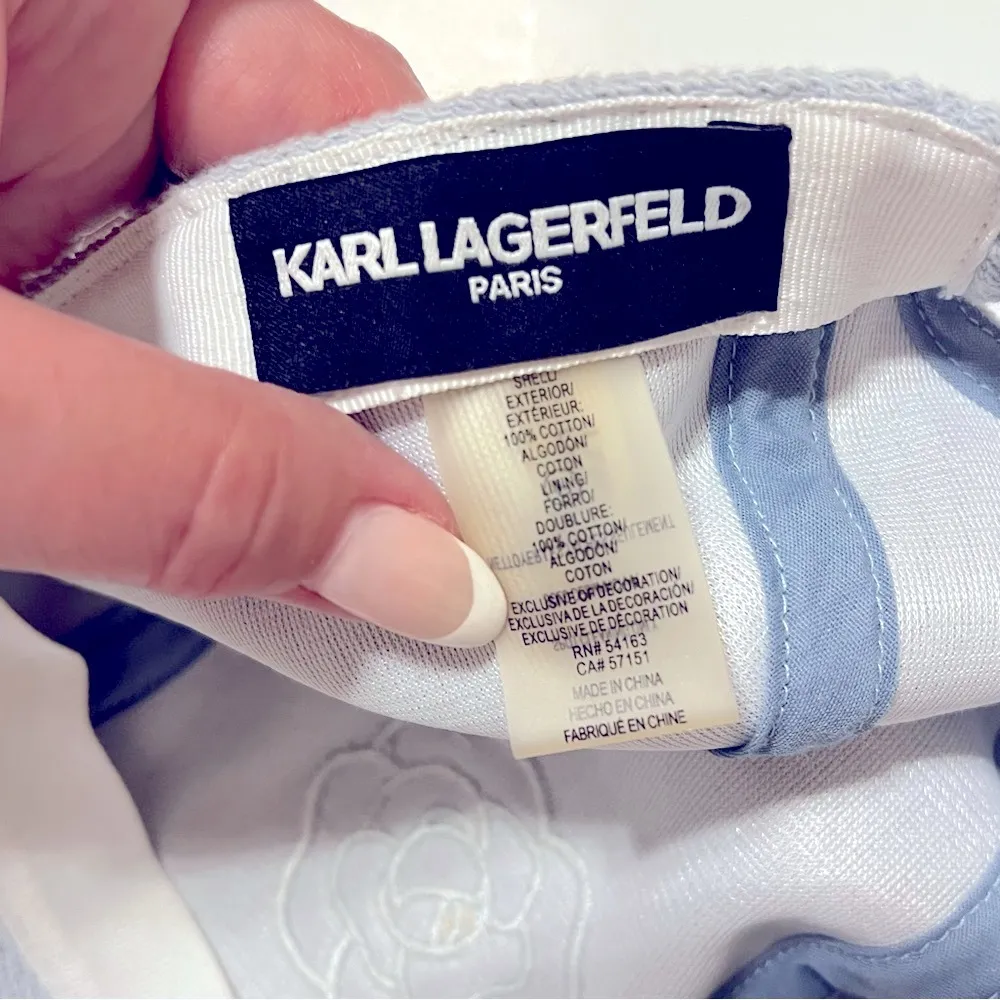 KARL LAGERFELD
PARIS
SHELL/
EXTERIOR/
EXTÉRIEUR:
100% COTTON/
ALGODÓN/
COTON
LINING/
FORRO/
DOUBLURE:
100% COTTON/
ALGODÓN/
COTON
EXCLUSIVE OF DECORATION/
EXCLUSIVA DE LA DECORACIÓN/
EXCLUSIVE DE DÉCORATION
RN# 54163
CA# 57151
MADE IN CHINA
HECHO EN CHINA
FABRIQUÉ EN CHINE